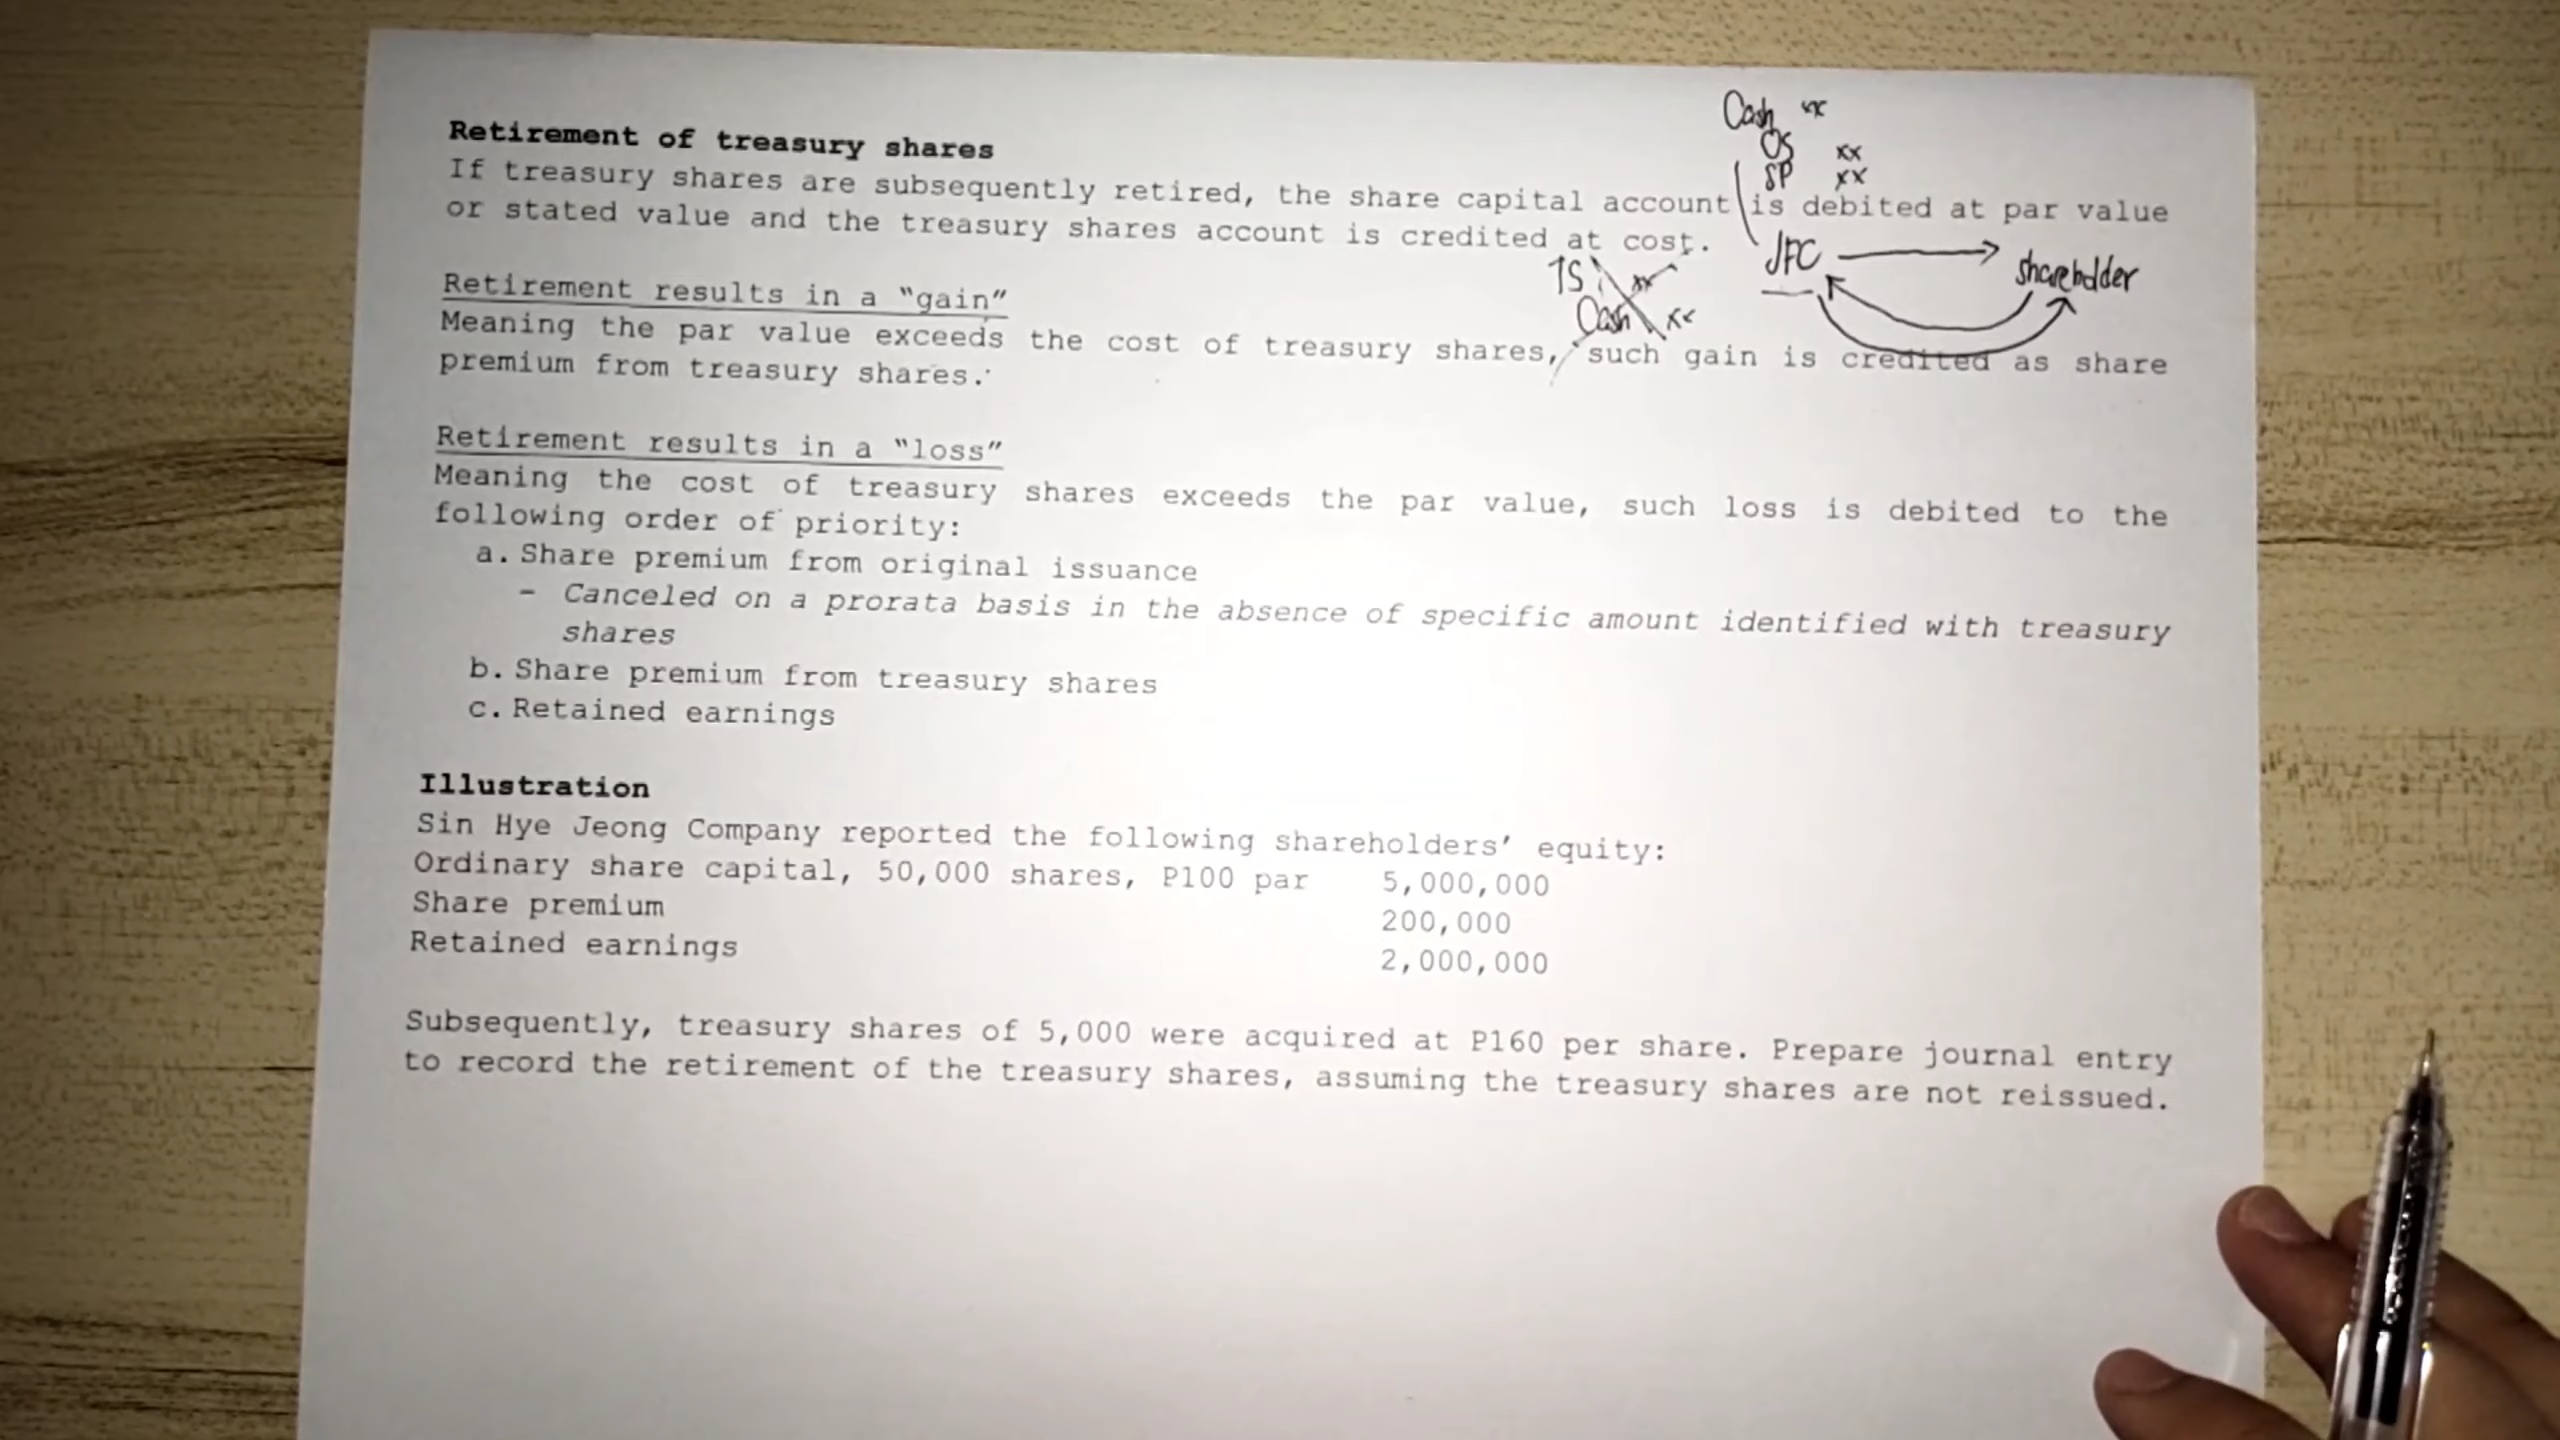 Cash xx
OS xx
SP xx
Retirement of treasury shares
If treasury shares are subsequently retired, the share capital account is debited at par value
or stated value and the treasury shares account is credited at cost.
JFC shareholder
TS xx
Cash xx
Retirement results in a “gain”
Meaning the par value exceeds the cost of treasury shares, such gain is credited as share
premium from treasury shares.
Retirement results in a “loss”
Meaning the cost of treasury shares exceeds the par value, such loss is debited to the
following order of priority:
a. Share premium from original issuance
- Canceled on a prorata basis in the absence of specific amount identified with treasury
shares
b. Share premium from treasury shares
c. Retained earnings
Illustration
Sin Hye Jeong Company reported the following shareholders’ equity:
Ordinary share capital, 50,000 shares, P100 par 5,000,000
Share premium 200,000
Retained earnings 2,000,000
Subsequently, treasury shares of 5,000 were acquired at P160 per share. Prepare journal entry
to record the retirement of the treasury shares, assuming the treasury shares are not reissued.